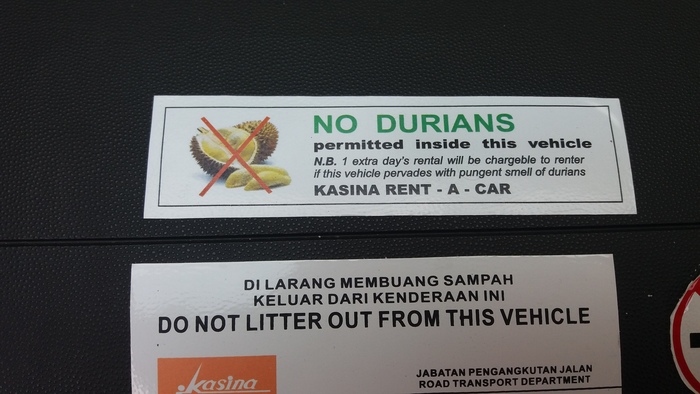 NO DURIANS
permitted inside this vehicle
N.B. 1 extra day's rental will be chargeble to renter
if this vehicle pervades with pungent smell of durians
KASINA RENT - A - CAR
DI LARANG MEMBUANG SAMPAH
KELUAR DARI KENDERAAN INI
DO NOT LITTER OUT FROM THIS VEHICLE
Kasina
JABATAN PENGANGKUTAN JALAN
ROAD TRANSPORT DEPARTMENT